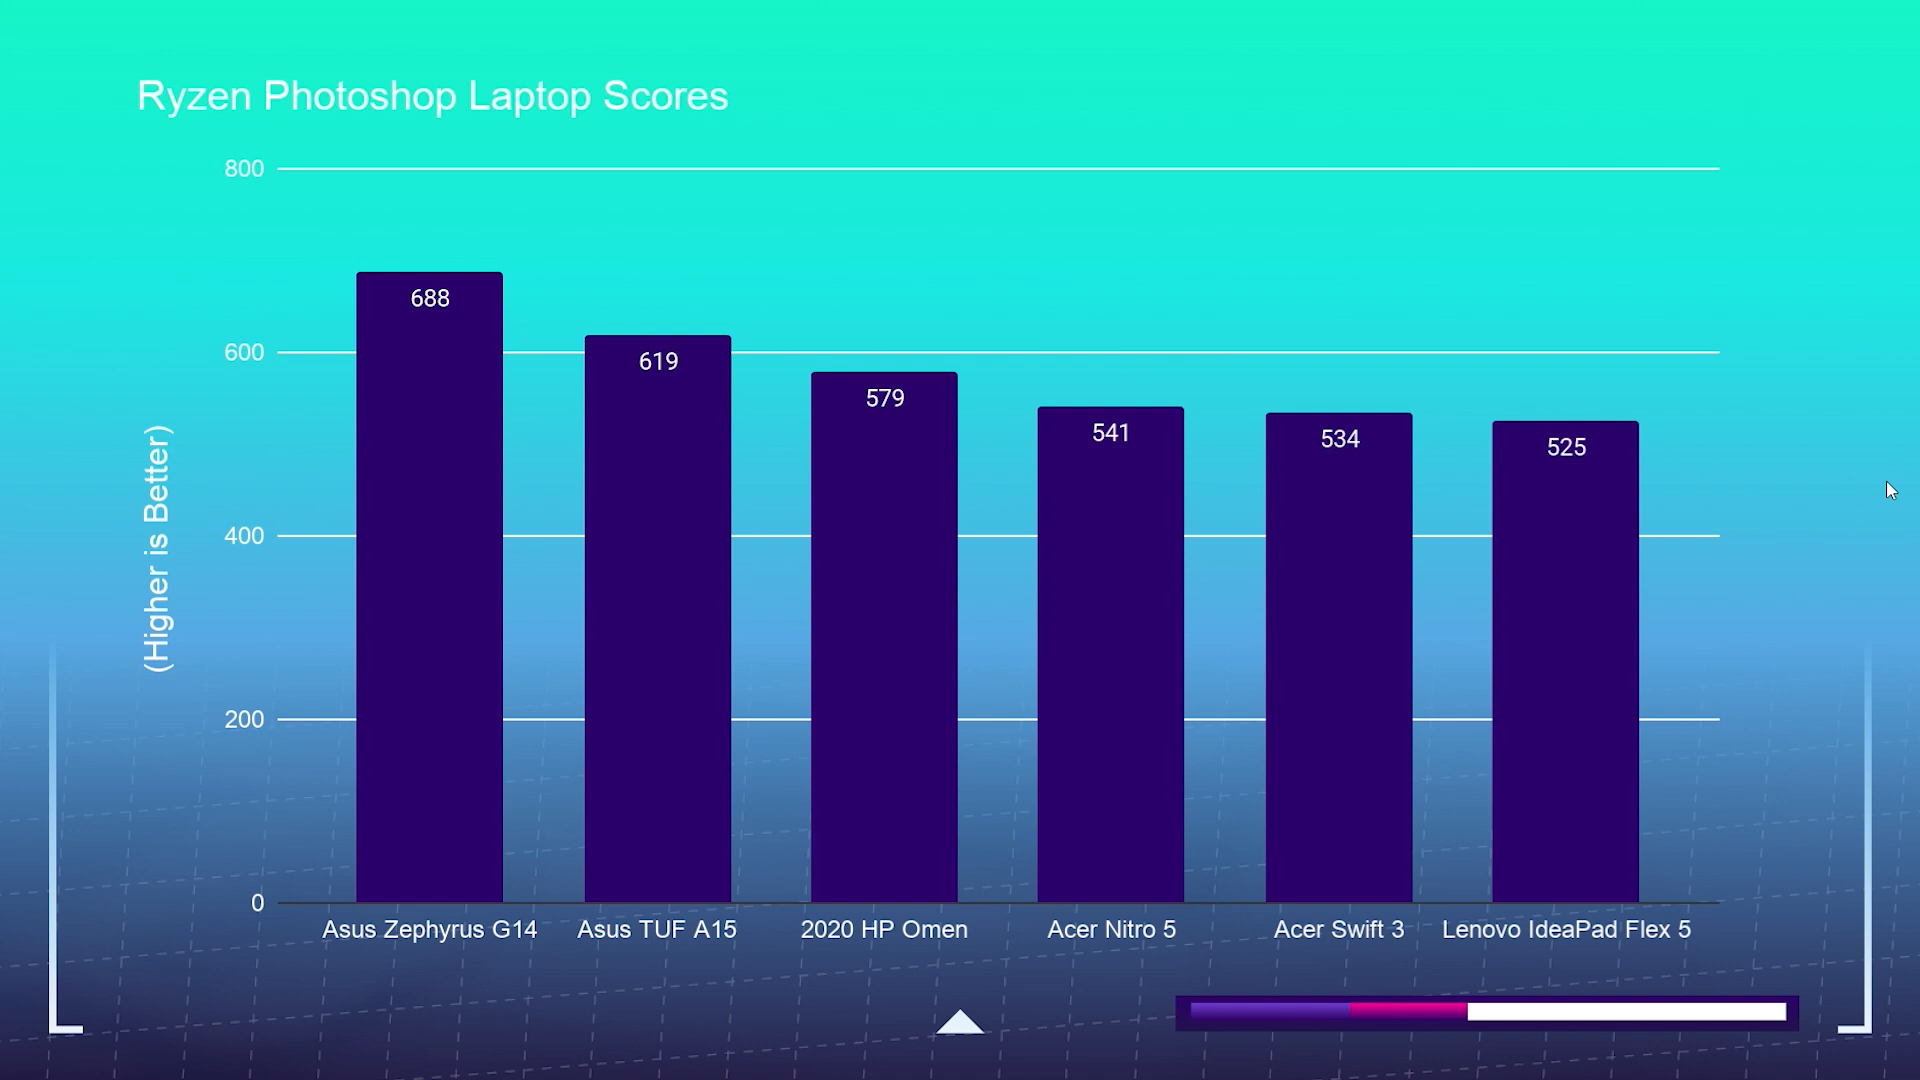 Ryzen Photoshop Laptop Scores
(Higher is Better)
800
600
400
200
0
688
619
579
541
534
525
Asus Zephyrus G14
Asus TUF A15
2020 HP Omen
Acer Nitro 5
Acer Swift 3
Lenovo IdeaPad Flex 5